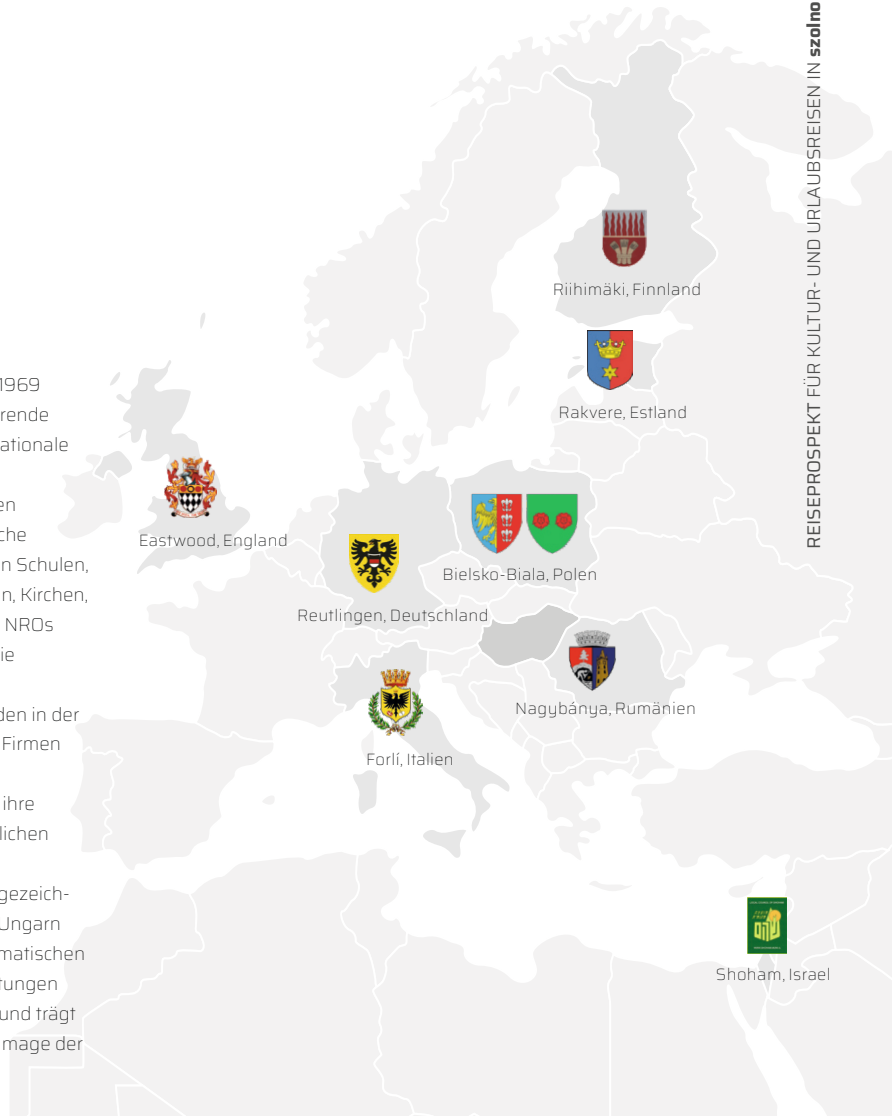 1969
rende
ationale
en
che
n Schulen,
n, Kirchen,
NROs
ie
den in der
Firmen
ihre
lichen
gezeich-
Ungarn
matischen
tungen
und trägt
mage der
Riihimäki, Finnland
Rakvere, Estland
Eastwood, England
Bielsko-Biala, Polen
Reutlingen, Deutschland
Nagybánya, Rumänien
Forlí, Italien
Shoham, Israel
REISEPROSPEKT FÜR KULTUR- UND URLAUBSREISEN IN szolno